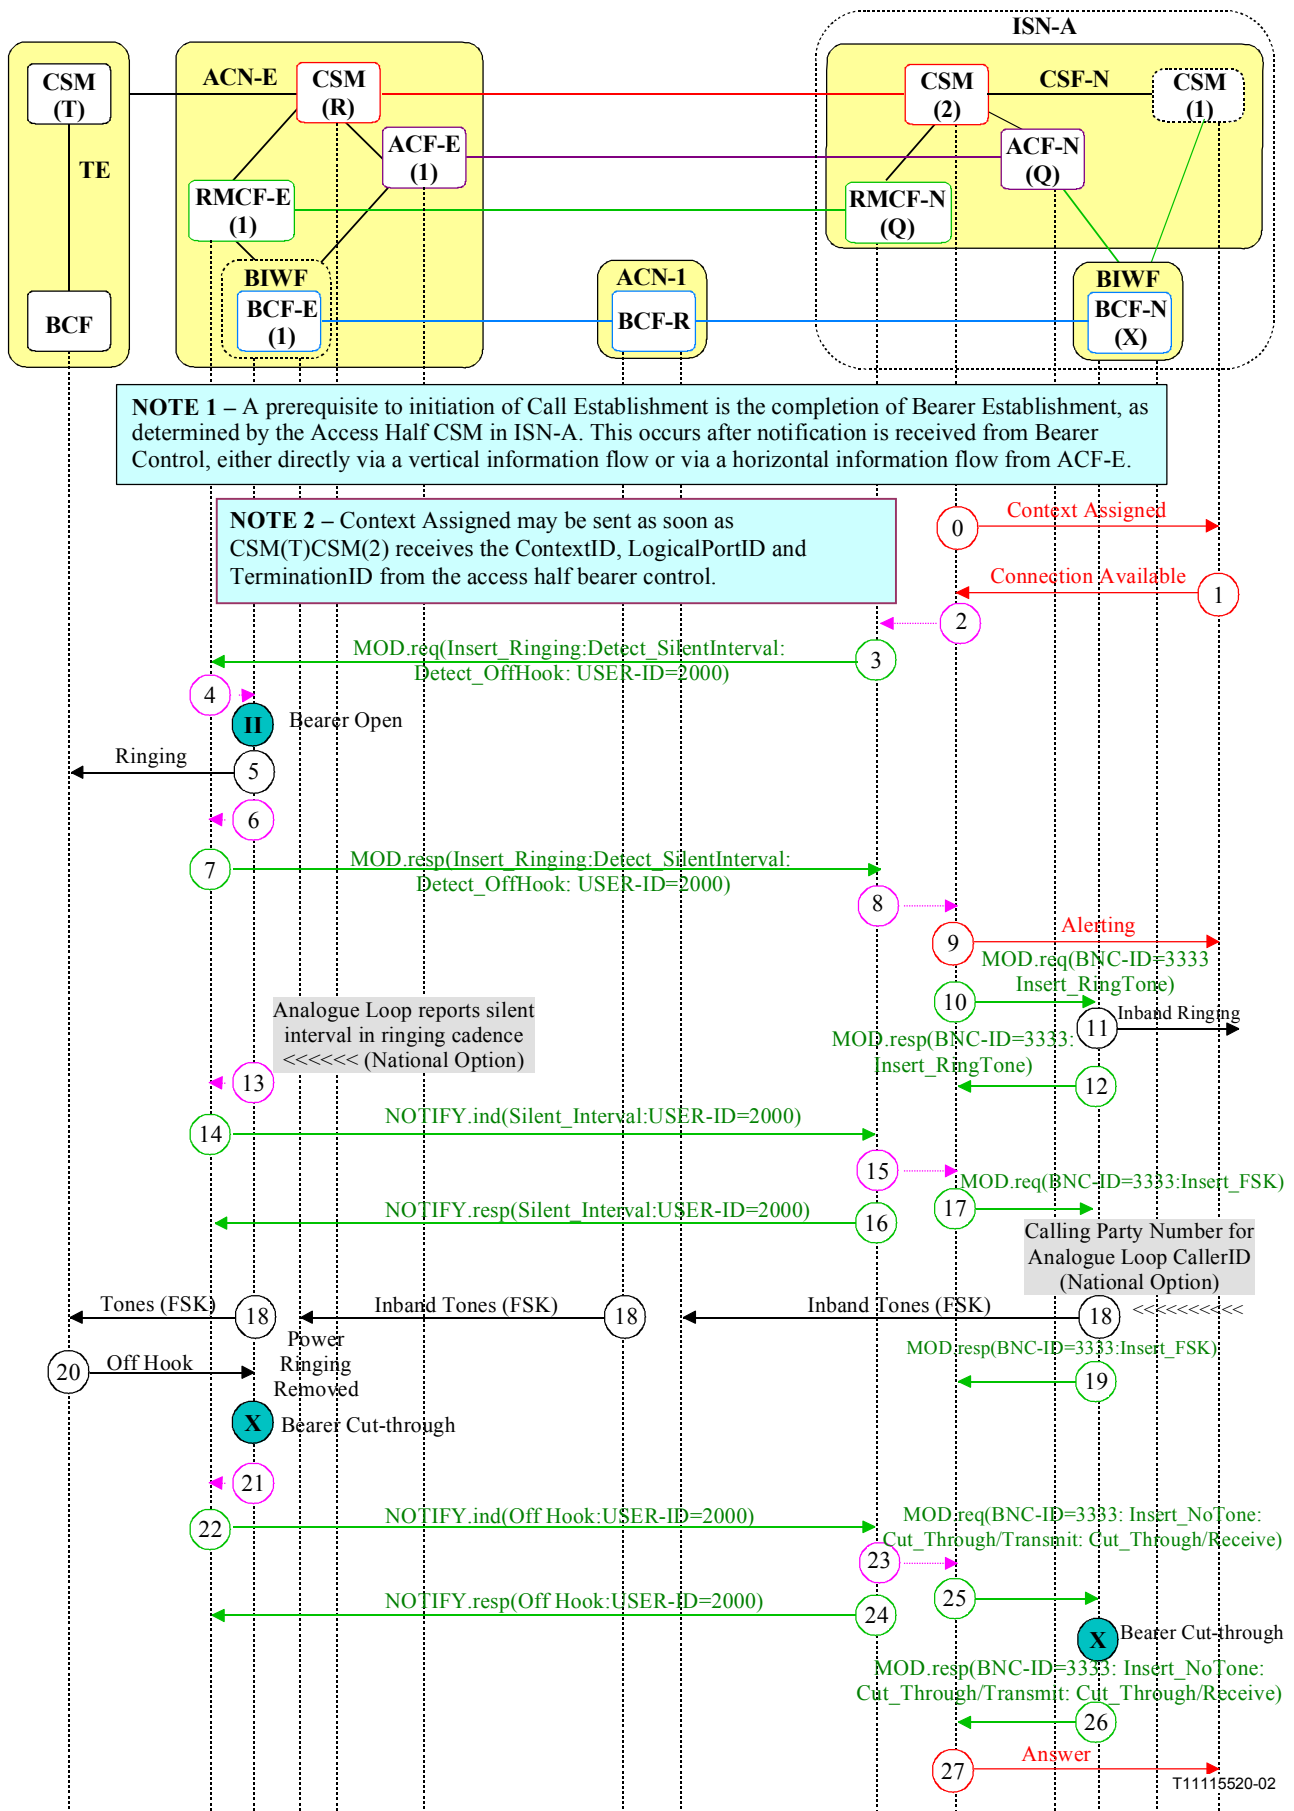 ISN-A
CSM
(T)
TE
BCF
ACN-E
CSM
(R)
ACF-E
(1)
RMCF-E
(1)
BIWF
BCF-E
(1)
ACN-1
BCF-R
CSM
(2)
CSF-N
CSM
(1)
ACF-N
(Q)
RMCF-N
(Q)
BIWF
BCF-N
(X)
NOTE 1 – A prerequisite to initiation of Call Establishment is the completion of Bearer Establishment, as
determined by the Access Half CSM in ISN-A. This occurs after notification is received from Bearer
Control, either directly via a vertical information flow or via a horizontal information flow from ACF-E.
NOTE 2 – Context Assigned may be sent as soon as
CSM(T)CSM(2) receives the ContextID, LogicalPortID and
TerminationID from the access half bearer control.
0
Context Assigned
Connection Available
1
2
MOD.req(Insert_Ringing:Detect_SilentInterval:
Detect_OffHook: USER-ID=2000)
3
4
II
Bearer Open
Ringing
5
6
7
MOD.resp(Insert_Ringing:Detect_SilentInterval:
Detect_OffHook: USER-ID=2000)
8
9
Alerting
MOD.req(BNC-ID=3333
Insert_RingTone)
10
11
Inband Ringing
MOD.resp(BNC-ID=3333:
Insert_RingTone)
12
Analogue Loop reports silent
interval in ringing cadence
<<<<<< (National Option)
13
14
NOTIFY.ind(Silent_Interval:USER-ID=2000)
15
MOD.req(BNC-ID=3333:Insert_FSK)
NOTIFY.resp(Silent_Interval:USER-ID=2000)
16
17
Calling Party Number for
Analogue Loop CallerID
(National Option)
<<<<<<<<<<
Tones (FSK)
18
Inband Tones (FSK)
18
Inband Tones (FSK)
18
Power
Ringing
Removed
MOD.resp(BNC-ID=3333:Insert_FSK)
19
20
Off Hook
X
Bearer Cut-through
21
22
NOTIFY.ind(Off Hook:USER-ID=2000)
MOD.req(BNC-ID=3333: Insert_NoTone:
Cut_Through/Transmit: Cut_Through/Receive)
23
NOTIFY.resp(Off Hook:USER-ID=2000)
24
25
X
Bearer Cut-through
MOD.resp(BNC-ID=3333: Insert_NoTone:
Cut_Through/Transmit: Cut_Through/Receive)
26
27
Answer
T11115520-02